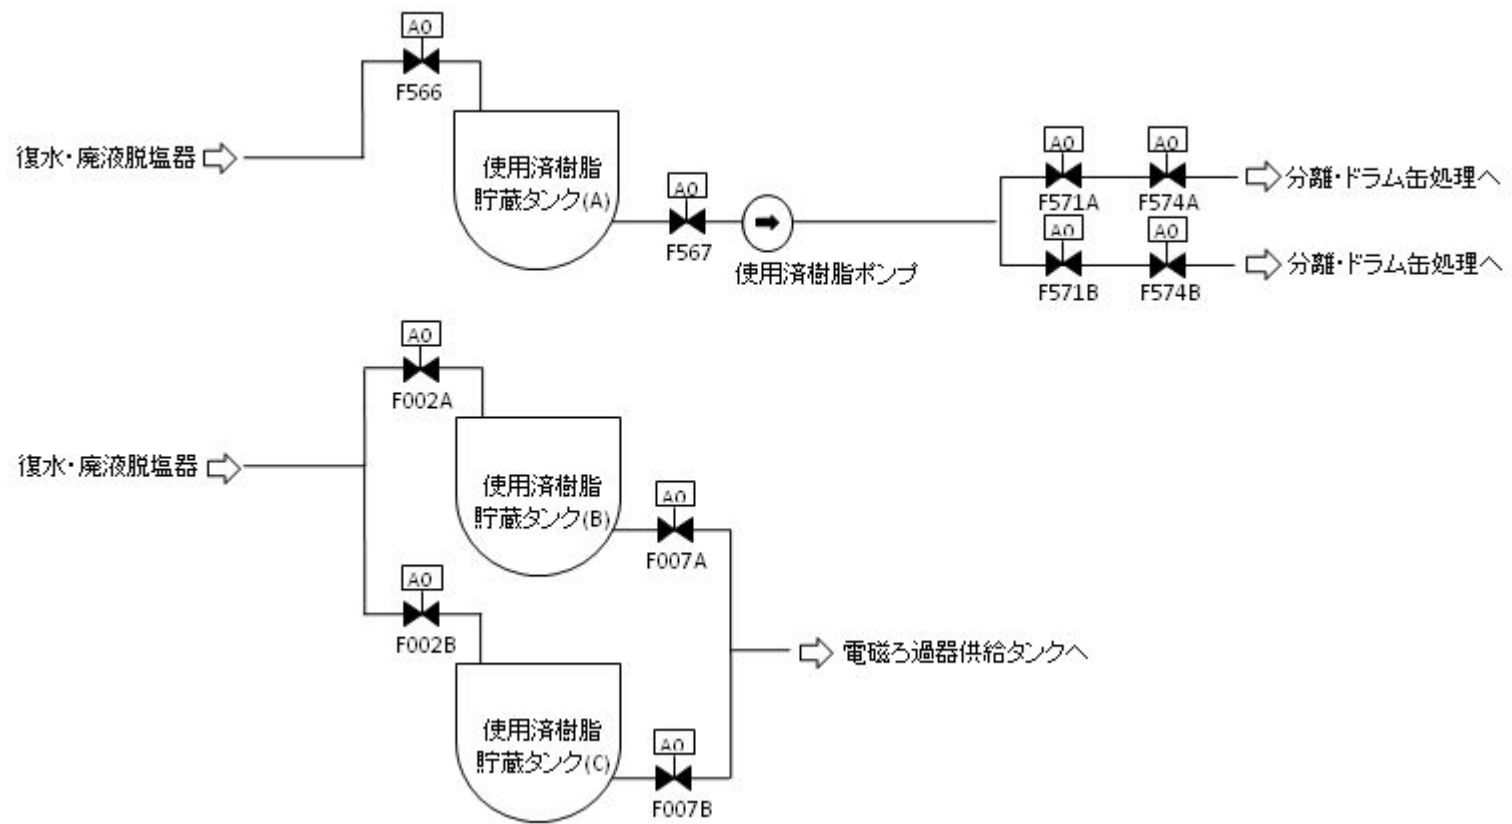 AO
F566
復水・廃液脱塩器
使用済樹脂
貯蔵タンク(A)
AO
F567
使用済樹脂ポンプ
AO
F571A
AO
F574A
分離・ドラム缶処理へ
AO
F571B
AO
F574B
分離・ドラム缶処理へ
AO
F002A
復水・廃液脱塩器
使用済樹脂
貯蔵タンク(B)
AO
F007A
AO
F002B
電磁ろ過器供給タンクへ
使用済樹脂
貯蔵タンク(C)
AO
F007B